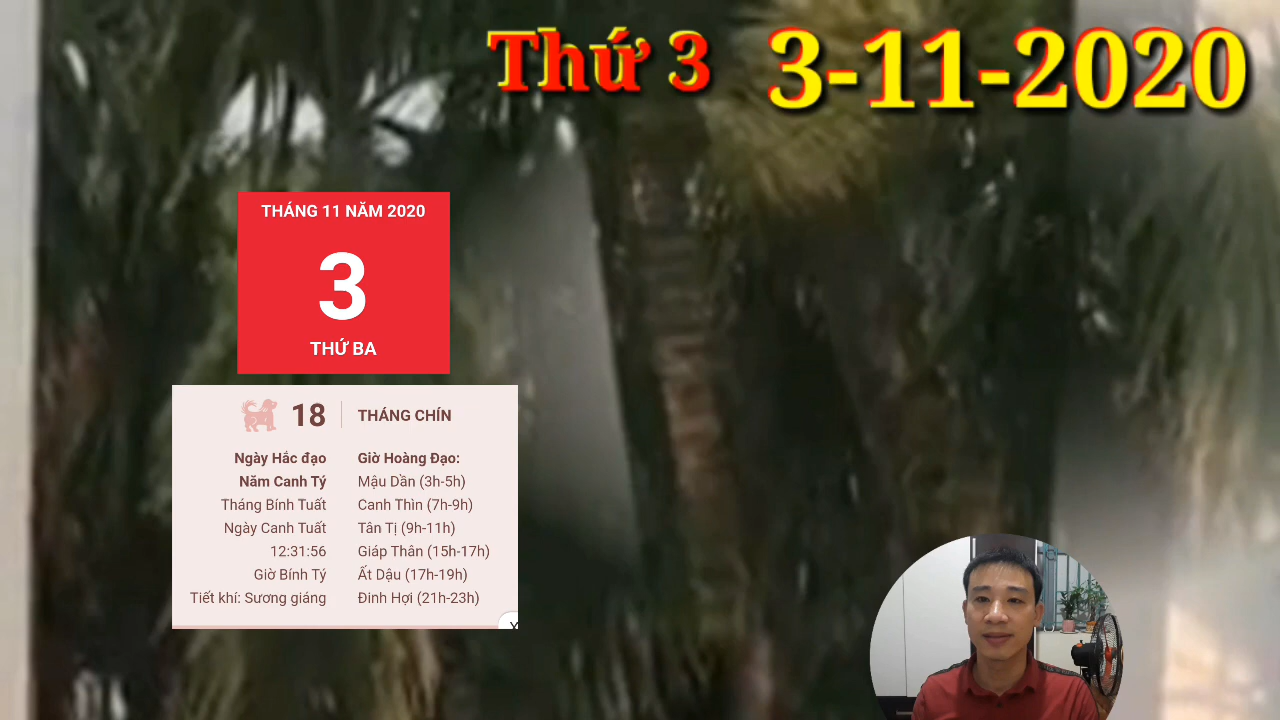 Thứ 3 3-11-2020
THÁNG 11 NĂM 2020
3
THỨ BA
18 THÁNG CHÍN
Ngày Hắc đạo
Năm Canh Tý
Tháng Bính Tuất
Ngày Canh Tuất
12:31:56
Giờ Bính Tý
Tiết khí: Sương giáng
Giờ Hoàng Đạo:
Mậu Dần (3h-5h)
Canh Thìn (7h-9h)
Tân Tị (9h-11h)
Giáp Thân (15h-17h)
Ất Dậu (17h-19h)
Đinh Hợi (21h-23h)
X